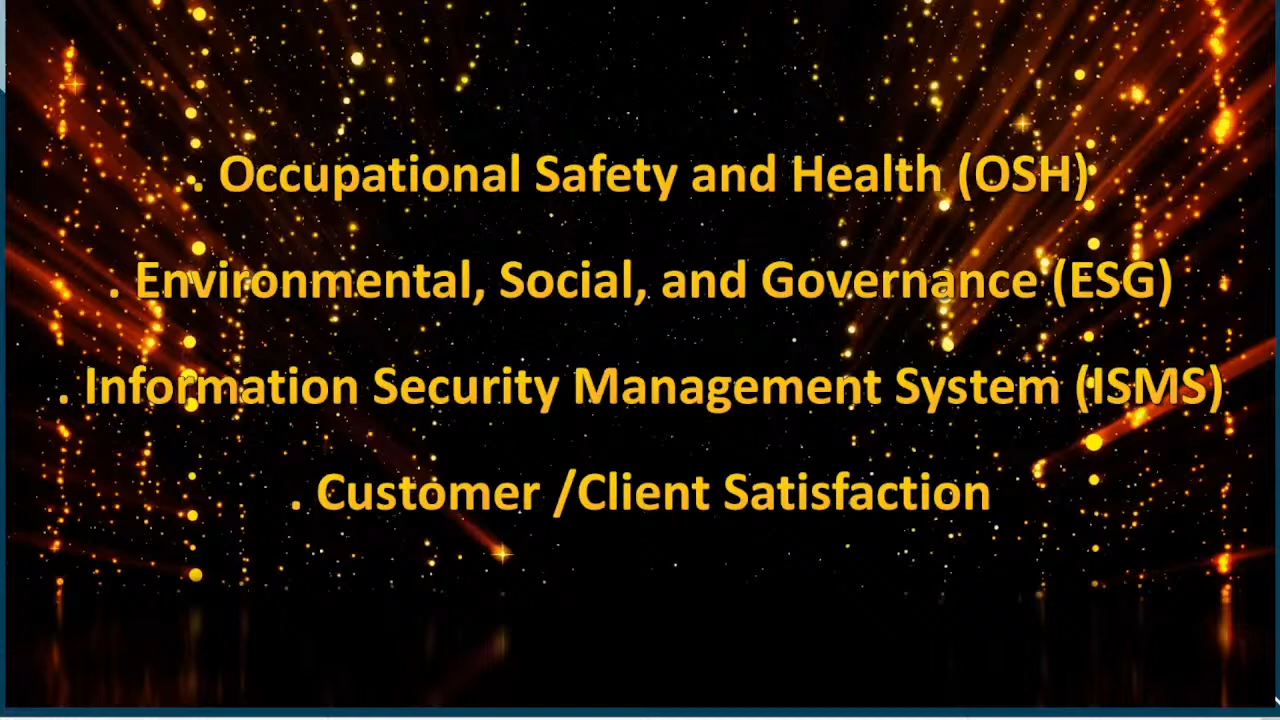 . Occupational Safety and Health (OSH)
. Environmental, Social, and Governance (ESG)
. Information Security Management System (ISMS)
. Customer /Client Satisfaction